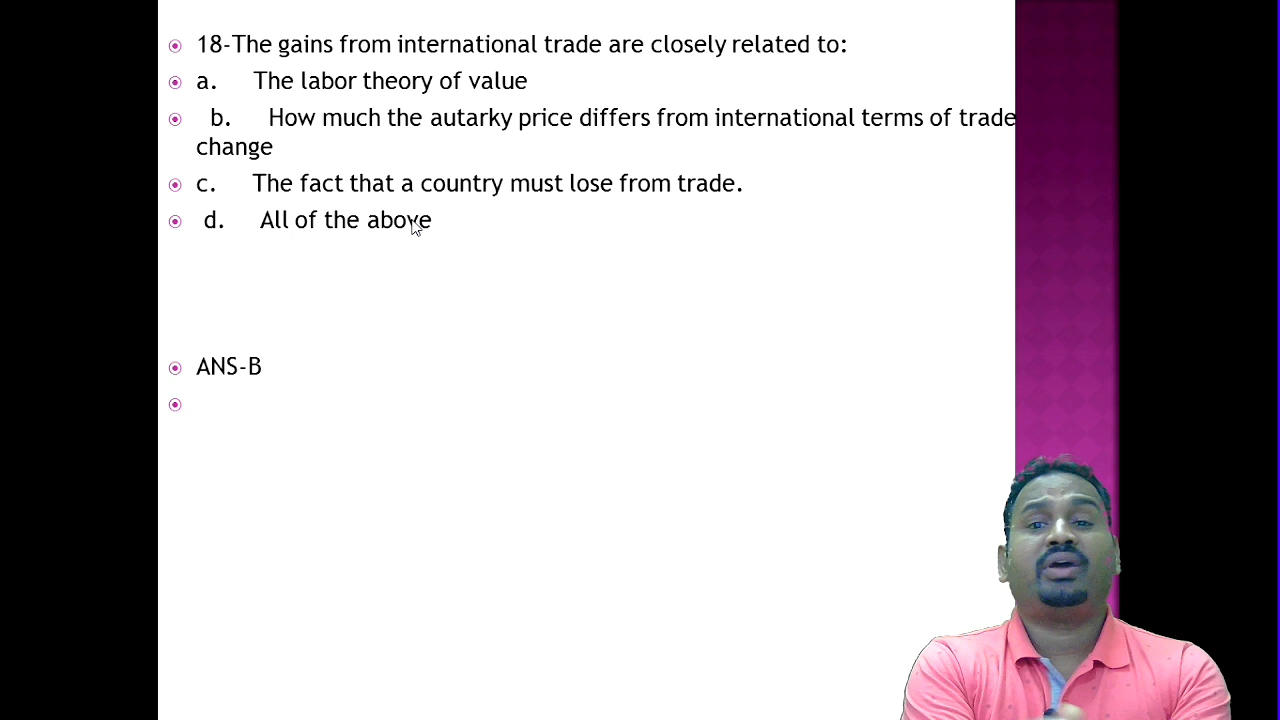 18-The gains from international trade are closely related to:
a. The labor theory of value
b. How much the autarky price differs from international terms of trade
change
c. The fact that a country must lose from trade.
d. All of the above
ANS-B